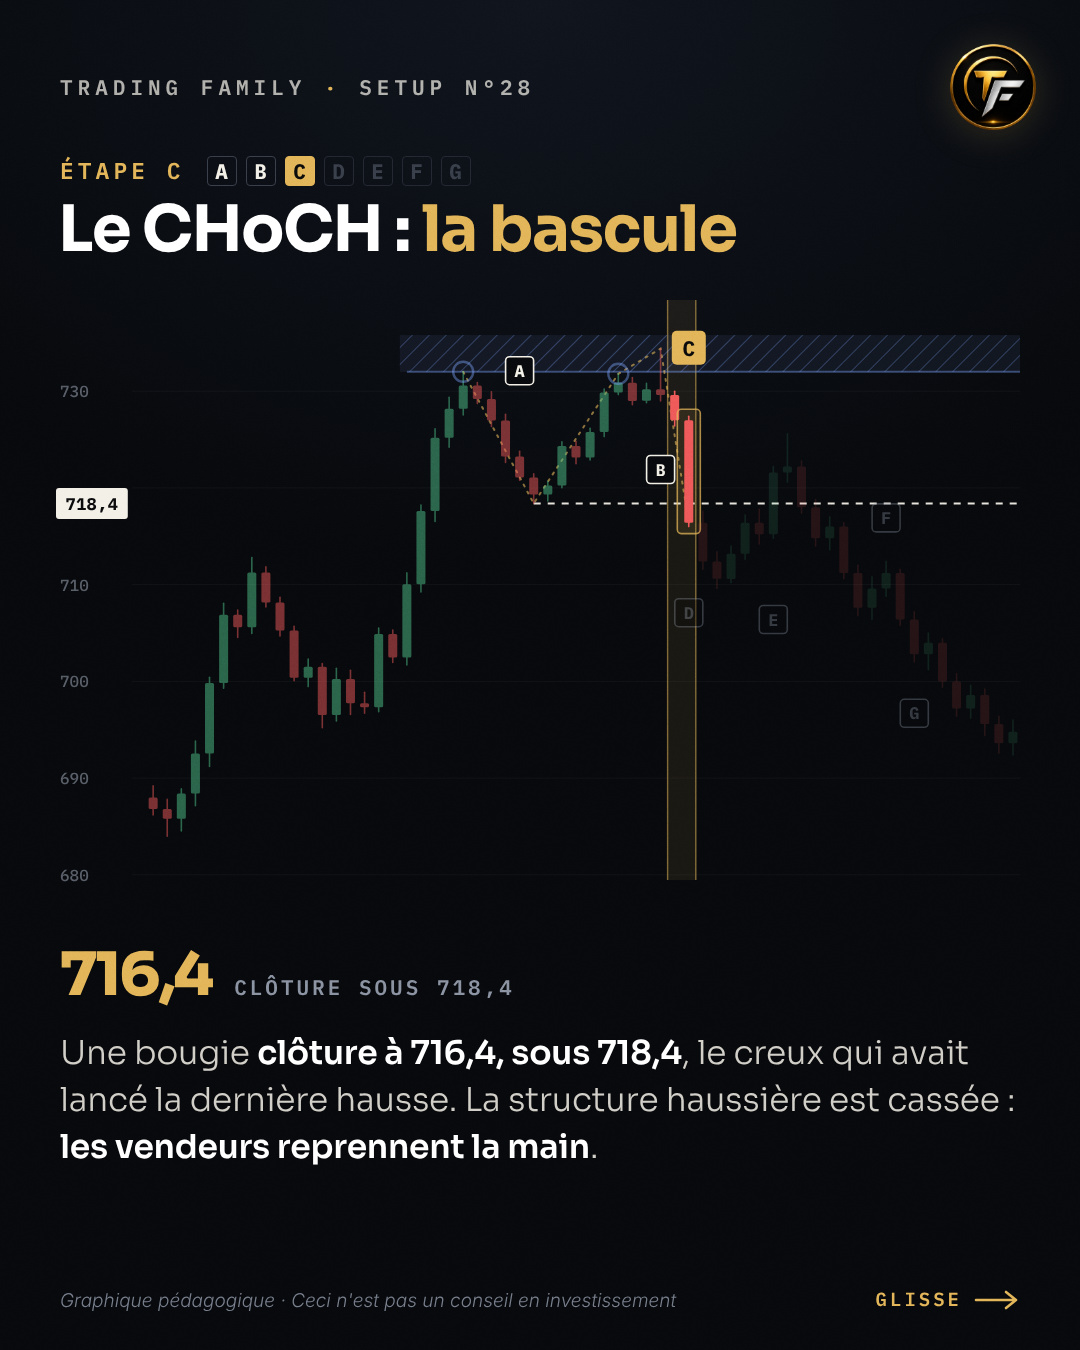 TRADING FAMILY · SETUP N°28
TF
ÉTAPE C A B C D E F G
Le CHoCH : la bascule
C
A
730
B
718,4
F
710
D
E
700
G
690
680
716,4 CLÔTURE SOUS 718,4
Une bougie clôture à 716,4, sous 718,4, le creux qui avait
lancé la dernière hausse. La structure haussière est cassée :
les vendeurs reprennent la main.
Graphique pédagogique · Ceci n'est pas un conseil en investissement
GLISSE →